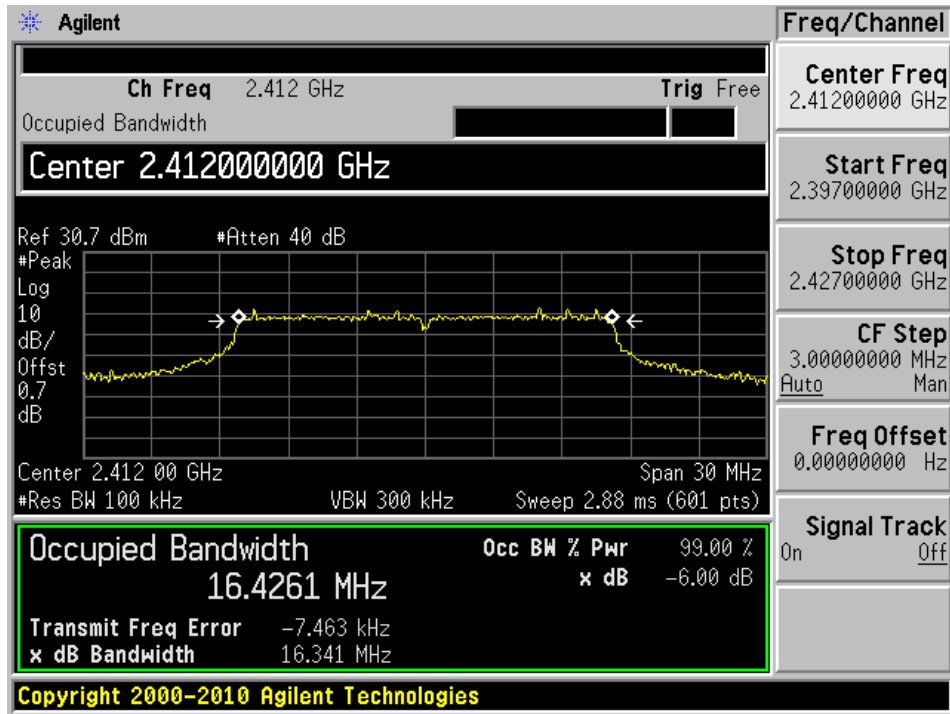 Agilent
Freq/Channel
Ch Freq 2.412 GHz Trig Free
Occupied Bandwidth
Center 2.412000000 GHz
Ref 30.7 dBm #Atten 40 dB
#Peak
Log
10
dB/
Offst
0.7
dB
Center 2.412 00 GHz Span 30 MHz
#Res BW 100 kHz VBW 300 kHz Sweep 2.88 ms (601 pts)
Occupied Bandwidth Occ BW % Pwr 99.00 %
16.4261 MHz x dB -6.00 dB
Transmit Freq Error -7.463 kHz
x dB Bandwidth 16.341 MHz
Center Freq
2.41200000 GHz
Start Freq
2.39700000 GHz
Stop Freq
2.42700000 GHz
CF Step
3.00000000 MHz
Auto Man
Freq Offset
0.00000000 Hz
Signal Track
On Off
Copyright 2000-2010 Agilent Technologies